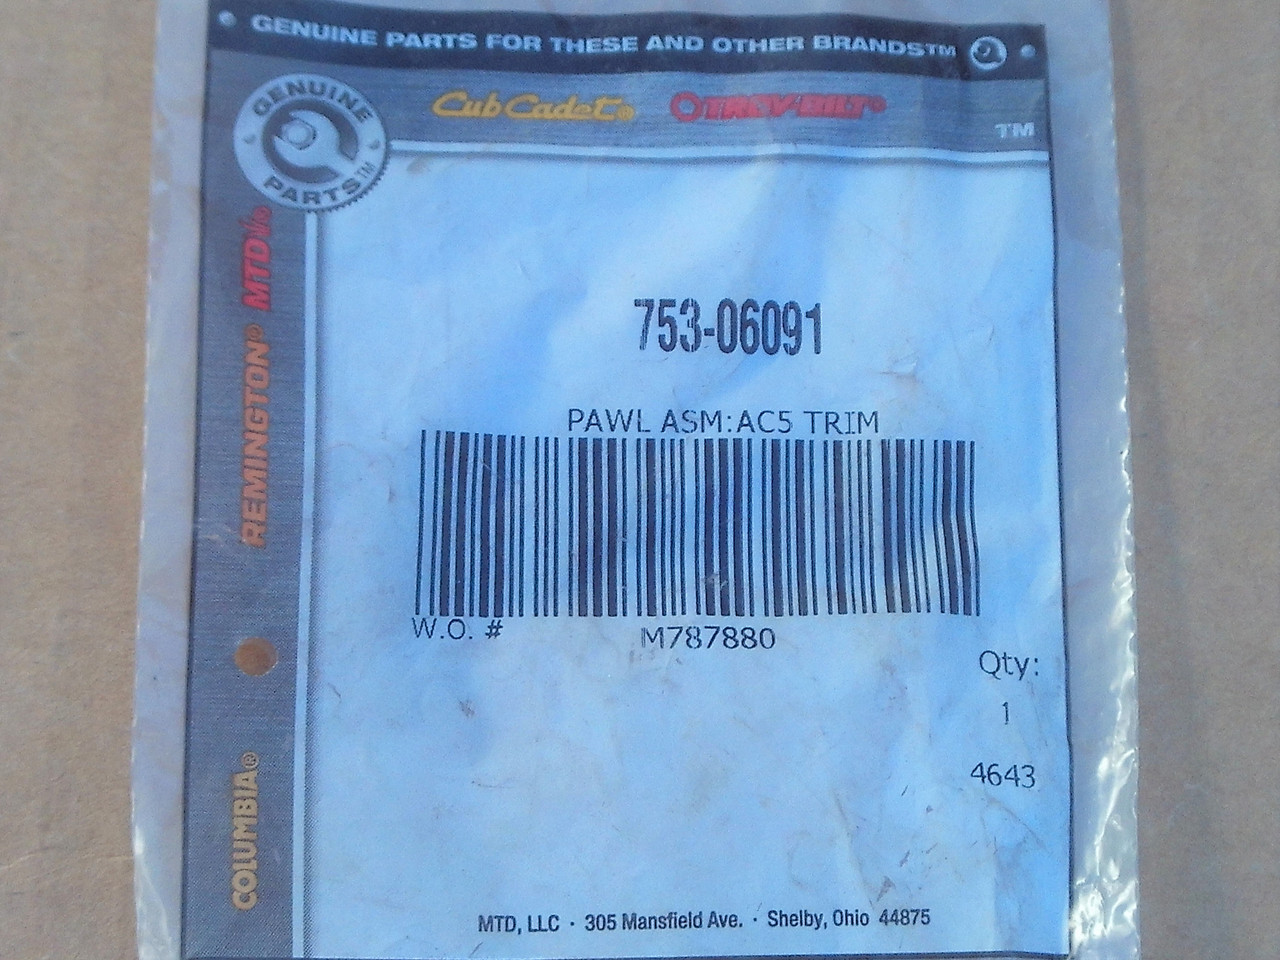 GENUINE PARTS FOR THESE AND OTHER BRANDS™
GENUINE PARTS™
Cub Cadet®
TROY-BILT®
TM
MTD®
REMINGTON®
COLUMBIA®
753-06091
PAWL ASM:AC5 TRIM
W.O. # M787880
Qty:
1
4643
MTD, LLC · 305 Mansfield Ave. · Shelby, Ohio 44875